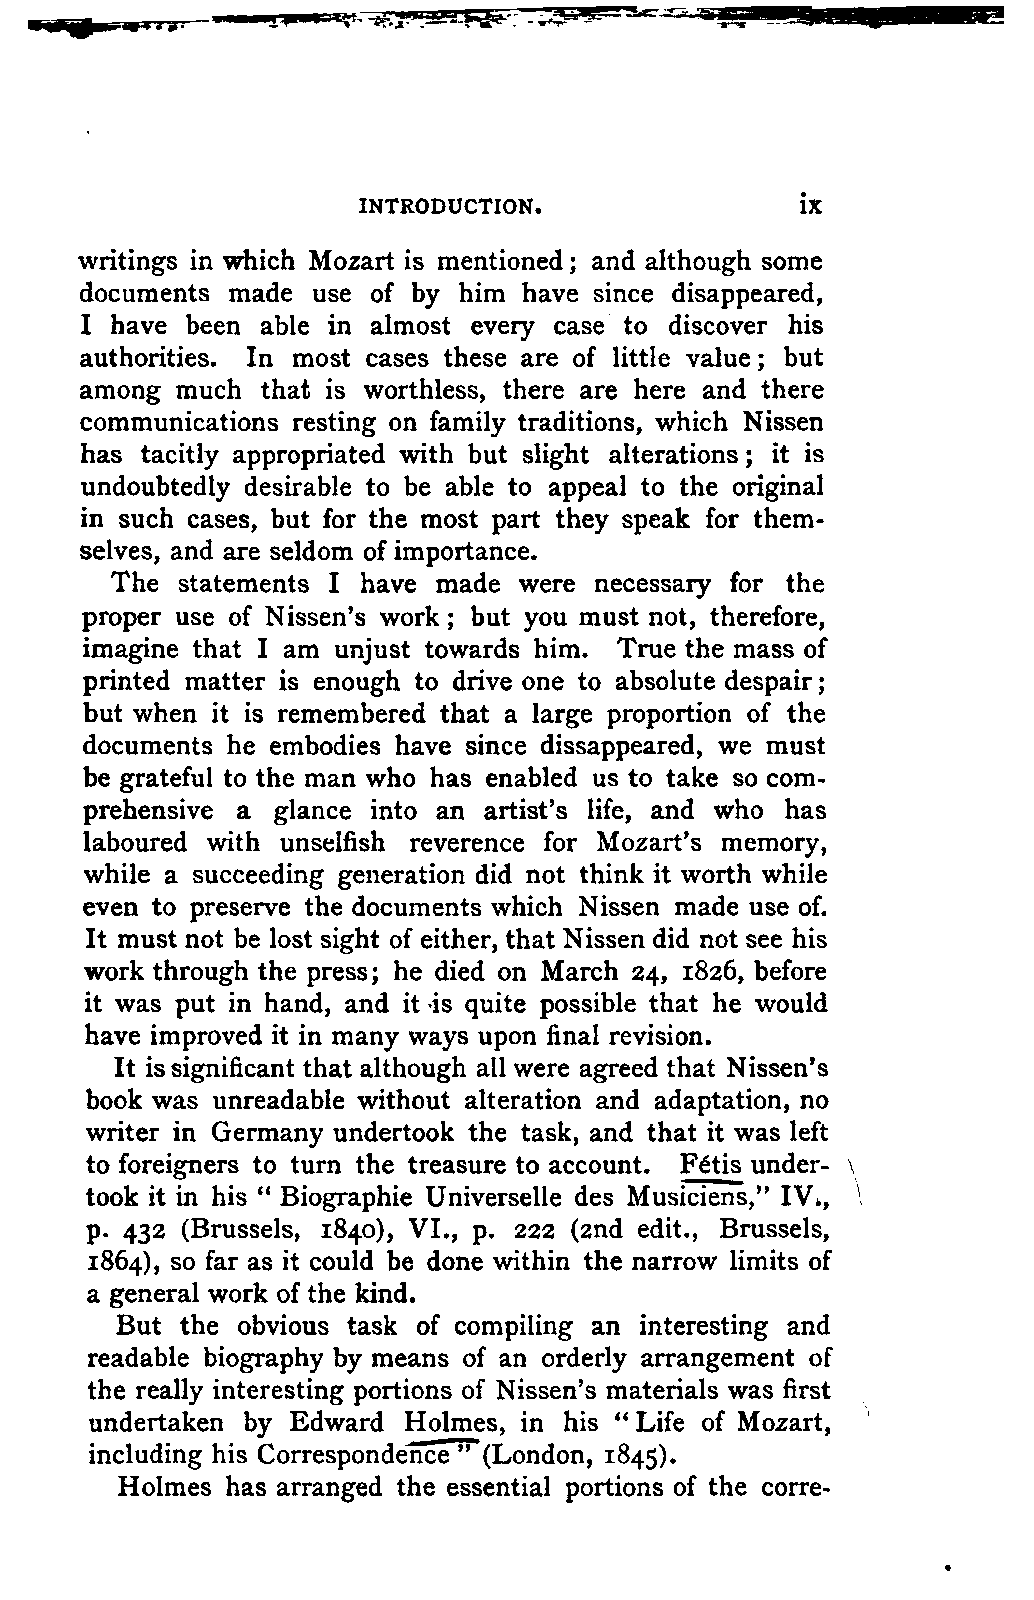 INTRODUCTION. ix
writings in which Mozart is mentioned; and although some
documents made use of by him have since disappeared,
I have been able in almost every case to discover his
authorities. In most cases these are of little value; but
among much that is worthless, there are here and there
communications resting on family traditions, which Nissen
has tacitly appropriated with but slight alterations; it is
undoubtedly desirable to be able to appeal to the original
in such cases, but for the most part they speak for them-
selves, and are seldom of importance.
The statements I have made were necessary for the
proper use of Nissen's work; but you must not, therefore,
imagine that I am unjust towards him. True the mass of
printed matter is enough to drive one to absolute despair;
but when it is remembered that a large proportion of the
documents he embodies have since dissappeared, we must
be grateful to the man who has enabled us to take so com-
prehensive a glance into an artist's life, and who has
laboured with unselfish reverence for Mozart's memory,
while a succeeding generation did not think it worth while
even to preserve the documents which Nissen made use of.
It must not be lost sight of either, that Nissen did not see his
work through the press; he died on March 24, 1826, before
it was put in hand, and it is quite possible that he would
have improved it in many ways upon final revision.
It is significant that although all were agreed that Nissen's
book was unreadable without alteration and adaptation, no
writer in Germany undertook the task, and that it was left
to foreigners to turn the treasure to account. Fétis under-
took it in his "Biographie Universelle des Musiciens," IV.,
p. 432 (Brussels, 1840), VI., p. 222 (2nd edit., Brussels,
1864), so far as it could be done within the narrow limits of
a general work of the kind.
But the obvious task of compiling an interesting and
readable biography by means of an orderly arrangement of
the really interesting portions of Nissen's materials was first
undertaken by Edward Holmes, in his "Life of Mozart,
including his Correspondence" (London, 1845).
Holmes has arranged the essential portions of the corre-